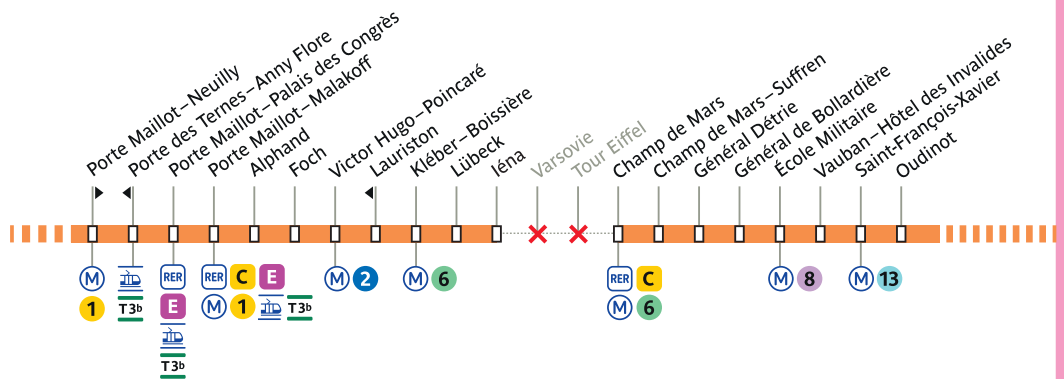 Porte Maillot–Neuilly
Porte des Ternes–Anny Flore
Porte Maillot–Palais des Congrès
Porte Maillot–Malakoff
Alphand
Foch
Victor Hugo–Poincaré
Lauriston
Kléber–Boissière
Lübeck
Iéna
Varsovie
Tour Eiffel
Champ de Mars
Champ de Mars–Suffren
Général Détrie
Général de Bollardière
École Militaire
Vauban–Hôtel des Invalides
Saint-François-Xavier
Oudinot
M
1
T3b
RER
E
T3b
RER C E
M 1 T3b
M 2
M 6
RER C
M 6
M 8
M 13